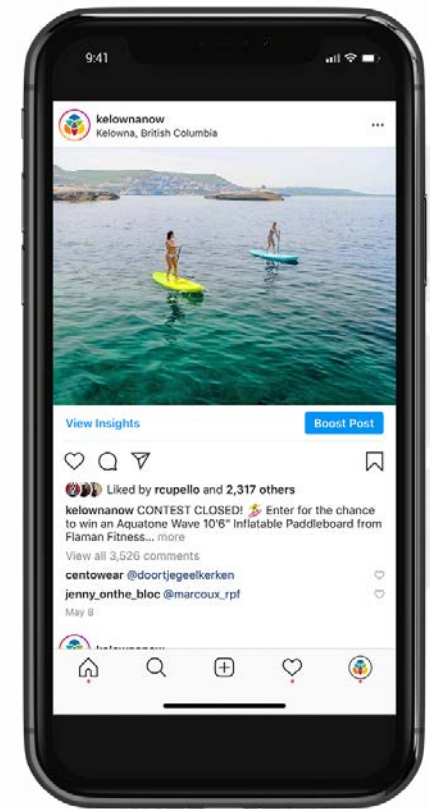 9:41
kelownanow
Kelowna, British Columbia
View Insights
Boost Post
Liked by rcupello and 2,317 others
kelownanow CONTEST CLOSED! 🏄‍♀️ Enter for the chance
to win an Aquatone Wave 10'6" Inflatable Paddleboard from
Flaman Fitness... more
View all 3,526 comments
centowear @doortjegeelkerken
jenny_onthe_bloc @marcoux_rpf
May 8